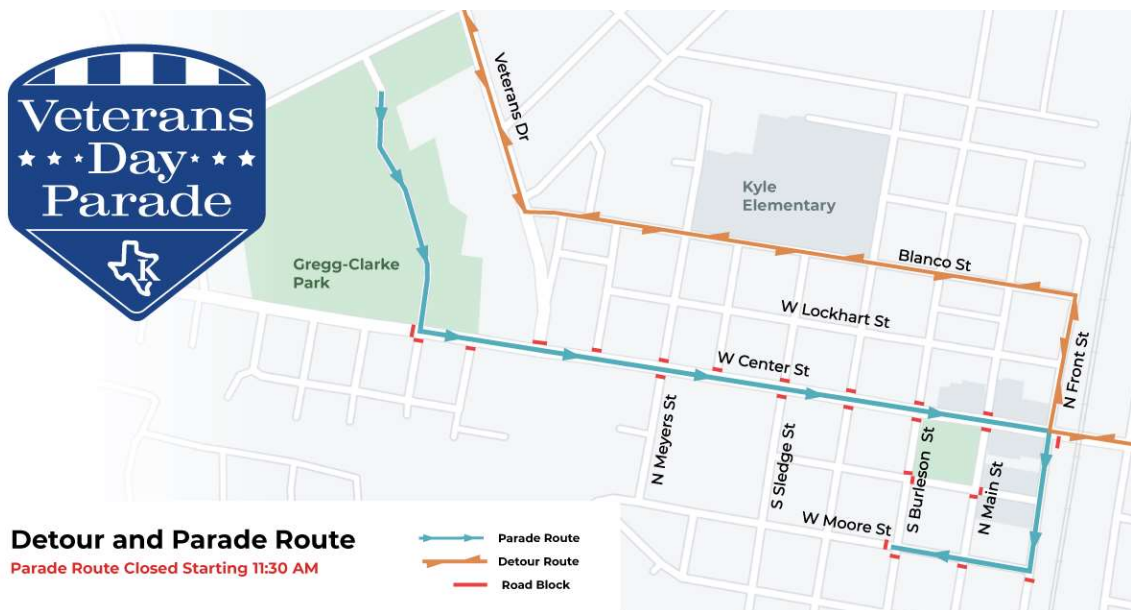 Veterans
Day
Parade
K
Veterans Dr
Kyle
Elementary
Blanco St
Gregg-Clarke
Park
W Lockhart St
W Center St
N Front St
N Meyers St
S Sledge St
S Burleson St
N Main St
W Moore St
Detour and Parade Route
Parade Route Closed Starting 11:30 AM
Parade Route
Detour Route
Road Block